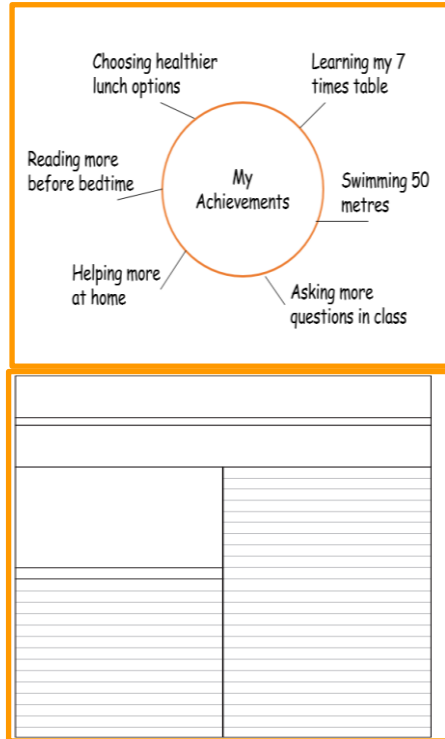 Choosing healthier
lunch options
Learning my 7
times table
Reading more
before bedtime
My
Achievements
Swimming 50
metres
Helping more
at home
Asking more
questions in class